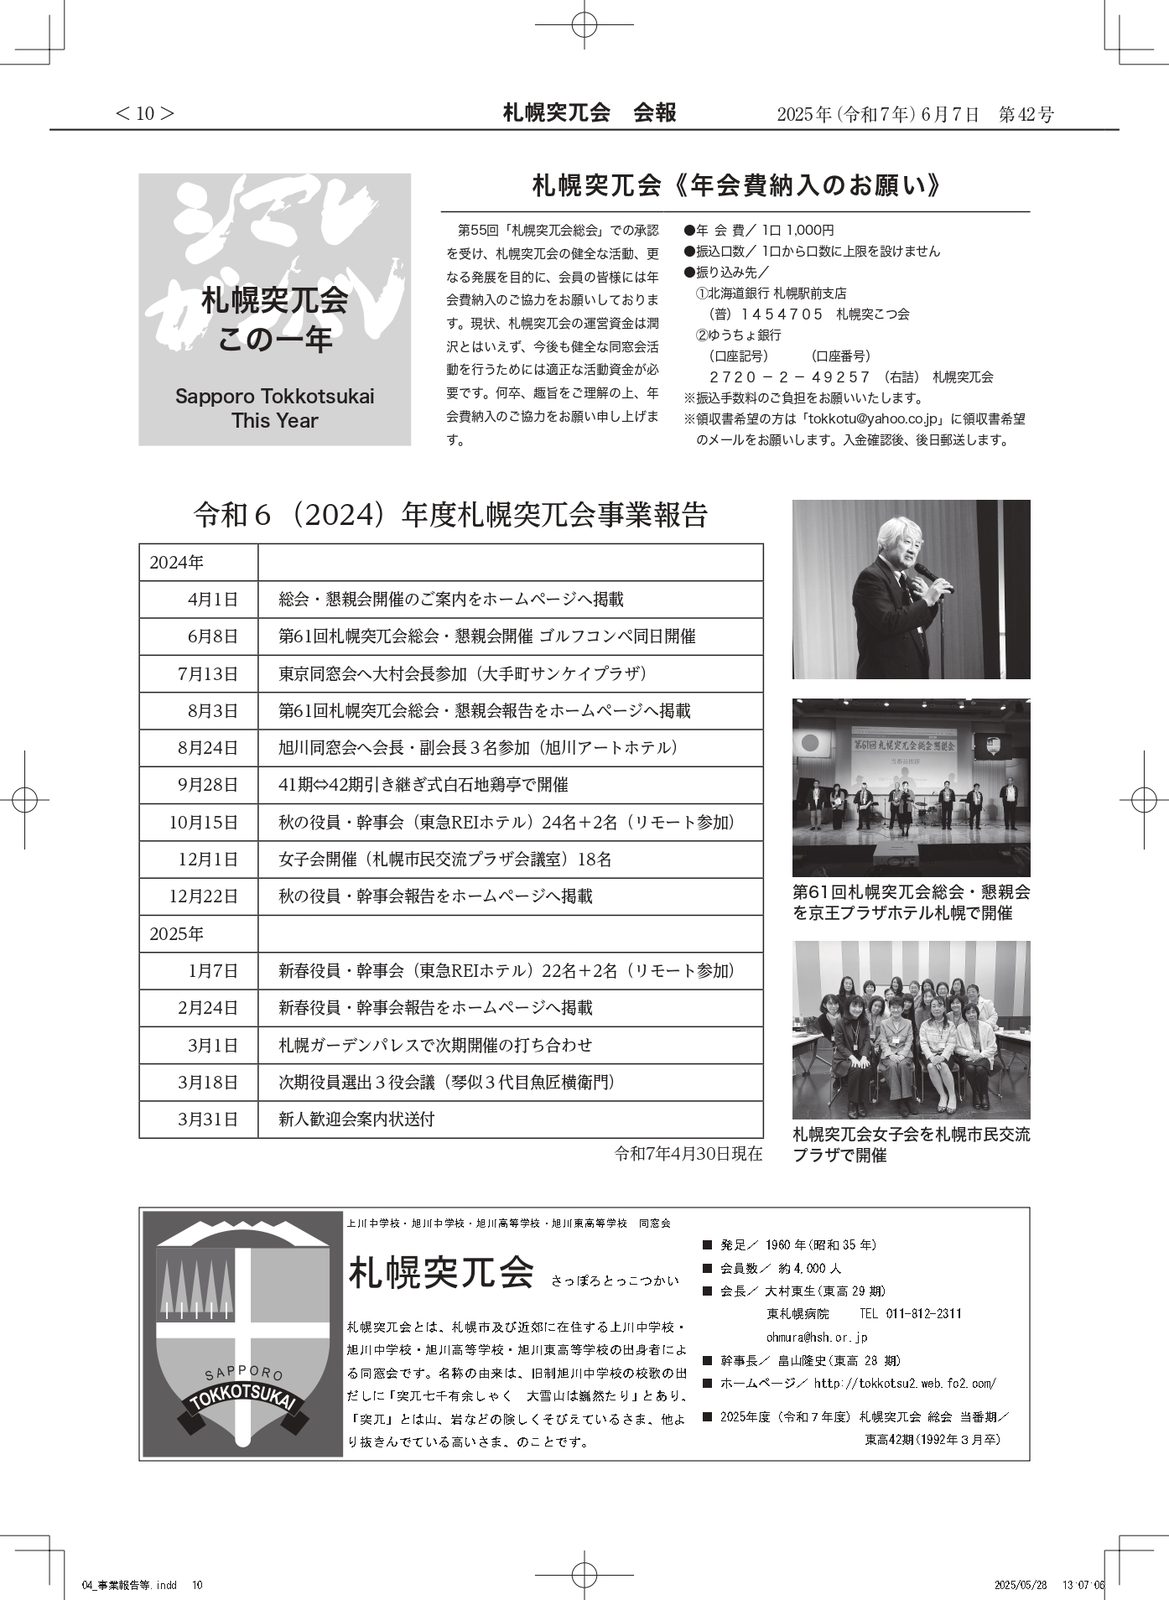 ＜10＞
札幌突兀会　会報
2025年（令和7年）6月7日　第42号
シマレ
ガンバレ
札幌突兀会
この一年
Sapporo Tokkotsukai
This Year
札幌突兀会《年会費納入のお願い》
　第55回「札幌突兀会総会」での承認
を受け、札幌突兀会の健全な活動、更
なる発展を目的に、会員の皆様には年
会費納入のご協力をお願いしておりま
す。現状、札幌突兀会の運営資金は潤
沢とはいえず、今後も健全な同窓会活
動を行うためには適正な活動資金が必
要です。何卒、趣旨をご理解の上、年
会費納入のご協力をお願い申し上げま
す。
●年 会 費／ 1口 1,000円
●振込口数／ 1口から口数に上限を設けません
●振り込み先／
①北海道銀行 札幌駅前支店
（普）１４５４７０５　札幌突こつ会
②ゆうちょ銀行
（口座記号）　　　（口座番号）
２７２０ － ２ － ４９２５７ （右詰） 札幌突兀会
※振込手数料のご負担をお願いいたします。
※領収書希望の方は「tokkotu@yahoo.co.jp」に領収書希望
のメールをお願いします。入金確認後、後日郵送します。
令和６（2024）年度札幌突兀会事業報告
2024年
4月1日　総会・懇親会開催のご案内をホームページへ掲載
6月8日　第61回札幌突兀会総会・懇親会開催 ゴルフコンペ同日開催
7月13日　東京同窓会へ大村会長参加（大手町サンケイプラザ）
8月3日　第61回札幌突兀会総会・懇親会報告をホームページへ掲載
8月24日　旭川同窓会へ会長・副会長３名参加（旭川アートホテル）
9月28日　41期⇔42期引き継ぎ式白石地鶏亭で開催
10月15日　秋の役員・幹事会（東急REIホテル）24名＋2名（リモート参加）
12月1日　女子会開催（札幌市民交流プラザ会議室）18名
12月22日　秋の役員・幹事会報告をホームページへ掲載
2025年
1月7日　新春役員・幹事会（東急REIホテル）22名＋2名（リモート参加）
2月24日　新春役員・幹事会報告をホームページへ掲載
3月1日　札幌ガーデンパレスで次期開催の打ち合わせ
3月18日　次期役員選出３役会議（琴似３代目魚匠横衛門）
3月31日　新人歓迎会案内状送付
令和7年4月30日現在
第61回札幌突兀会総会懇親会
当番期挨拶
第61回札幌突兀会総会・懇親会
を京王プラザホテル札幌で開催
札幌突兀会女子会を札幌市民交流
プラザで開催
SAPPORO
TOKKOTSUKAI
上川中学校・旭川中学校・旭川高等学校・旭川東高等学校　同窓会
札幌突兀会　さっぽろとっこつかい
札幌突兀会とは、札幌市及び近郊に在住する上川中学校・
旭川中学校・旭川高等学校・旭川東高等学校の出身者によ
る同窓会です。名称の由来は、旧制旭川中学校の校歌の出
だしに「突兀七千有余しゃく　大雪山は巍然たり」とあり、
「突兀」とは山、岩などの険しくそびえているさま、他よ
り抜きんでている高いさま、のことです。
■ 発足／ 1960 年（昭和 35 年）
■ 会員数／ 約4,000 人
■ 会長／ 大村東生（東高 29 期）
東札幌病院　　TEL 011-812-2311
ohmura@hsh.or.jp
■ 幹事長／ 畠山隆史（東高 28 期）
■ ホームページ／ http://tokkotsu2.web.fc2.com/
■ 2025年度（令和７年度）札幌突兀会 総会 当番期／
東高42期（1992年３月卒）
04_事業報告等.indd　10
2025/05/28　13:07:06